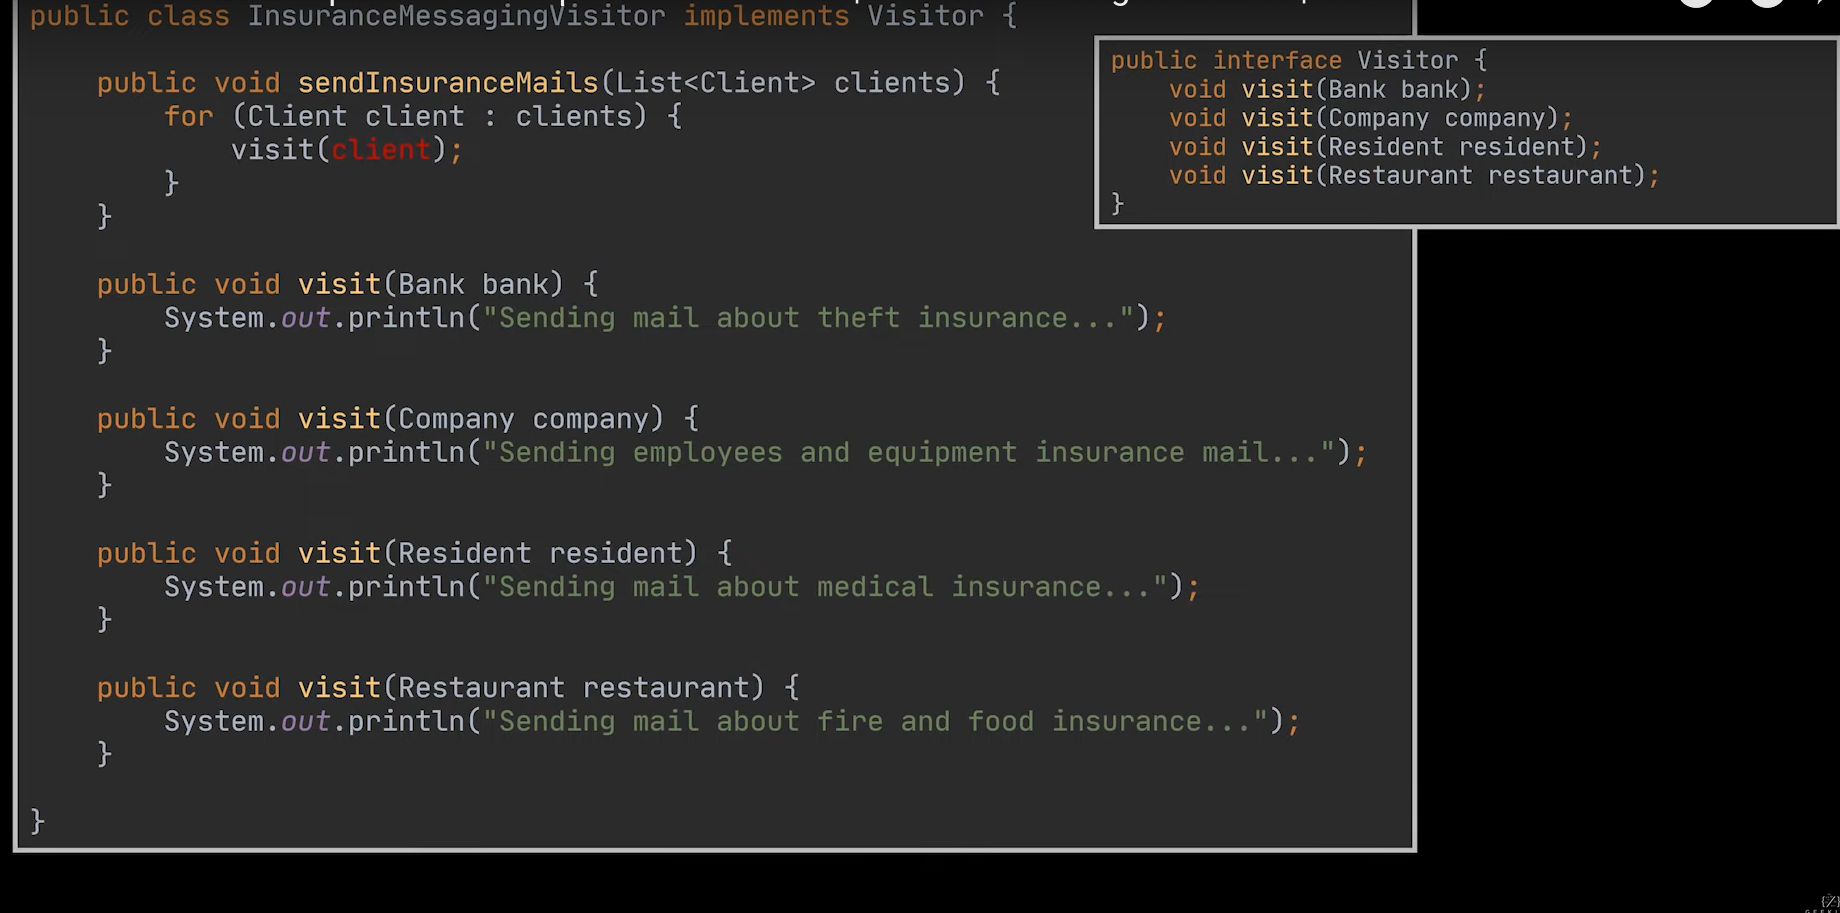 public class InsuranceMessagingVisitor implements Visitor {
public void sendInsuranceMails(List<Client> clients) {
for (Client client : clients) {
visit(client);
}
}
public void visit(Bank bank) {
System.out.println("Sending mail about theft insurance...");
}
public void visit(Company company) {
System.out.println("Sending employees and equipment insurance mail...");
}
public void visit(Resident resident) {
System.out.println("Sending mail about medical insurance...");
}
public void visit(Restaurant restaurant) {
System.out.println("Sending mail about fire and food insurance...");
}
}
public interface Visitor {
void visit(Bank bank);
void visit(Company company);
void visit(Resident resident);
void visit(Restaurant restaurant);
}